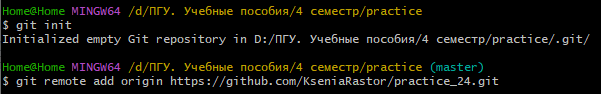 Home@Home MINGW64 /d/ПГУ. Учебные пособия/4 семестр/practice
$ git init
Initialized empty Git repository in D:/ПГУ. Учебные пособия/4 семестр/practice/.git/
Home@Home MINGW64 /d/ПГУ. Учебные пособия/4 семестр/practice (master)
$ git remote add origin https://github.com/KseniaRastor/practice_24.git